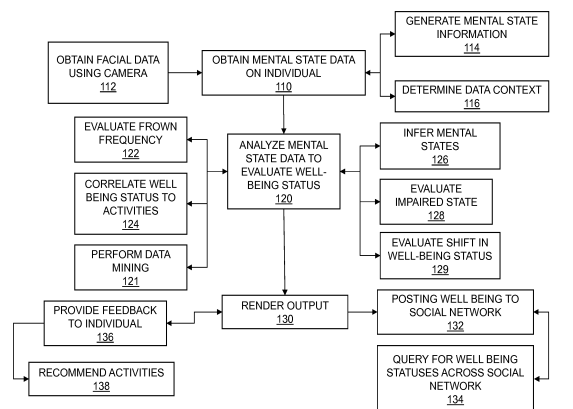 OBTAIN FACIAL DATA
USING CAMERA
112
OBTAIN MENTAL STATE DATA
ON INDIVIDUAL
110
GENERATE MENTAL STATE
INFORMATION
114
DETERMINE DATA CONTEXT
116
EVALUATE FROWN
FREQUENCY
122
CORRELATE WELL
BEING STATUS TO
ACTIVITIES
124
PERFORM DATA
MINING
121
ANALYZE MENTAL
STATE DATA TO
EVALUATE WELL-
BEING STATUS
120
INFER MENTAL
STATES
126
EVALUATE
IMPAIRED STATE
128
EVALUATE SHIFT IN
WELL-BEING STATUS
129
PROVIDE FEEDBACK
TO INDIVIDUAL
136
RENDER OUTPUT
130
POSTING WELL BEING TO
SOCIAL NETWORK
132
RECOMMEND ACTIVITIES
138
QUERY FOR WELL BEING
STATUSES ACROSS SOCIAL
NETWORK
134